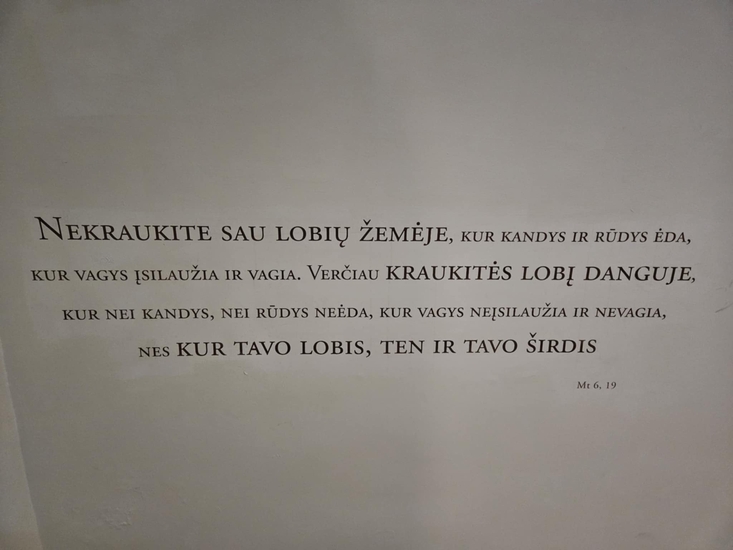 Nekraukite sau lobių žemėje, kur kandys ir rūdys ėda,
kur vagys įsilaužia ir vagia. Verčiau kraukitės lobį danguje,
kur nei kandys, nei rūdys neėda, kur vagys neįsilaužia ir nevagia,
nes kur tavo lobis, ten ir tavo širdis
Mt 6, 19